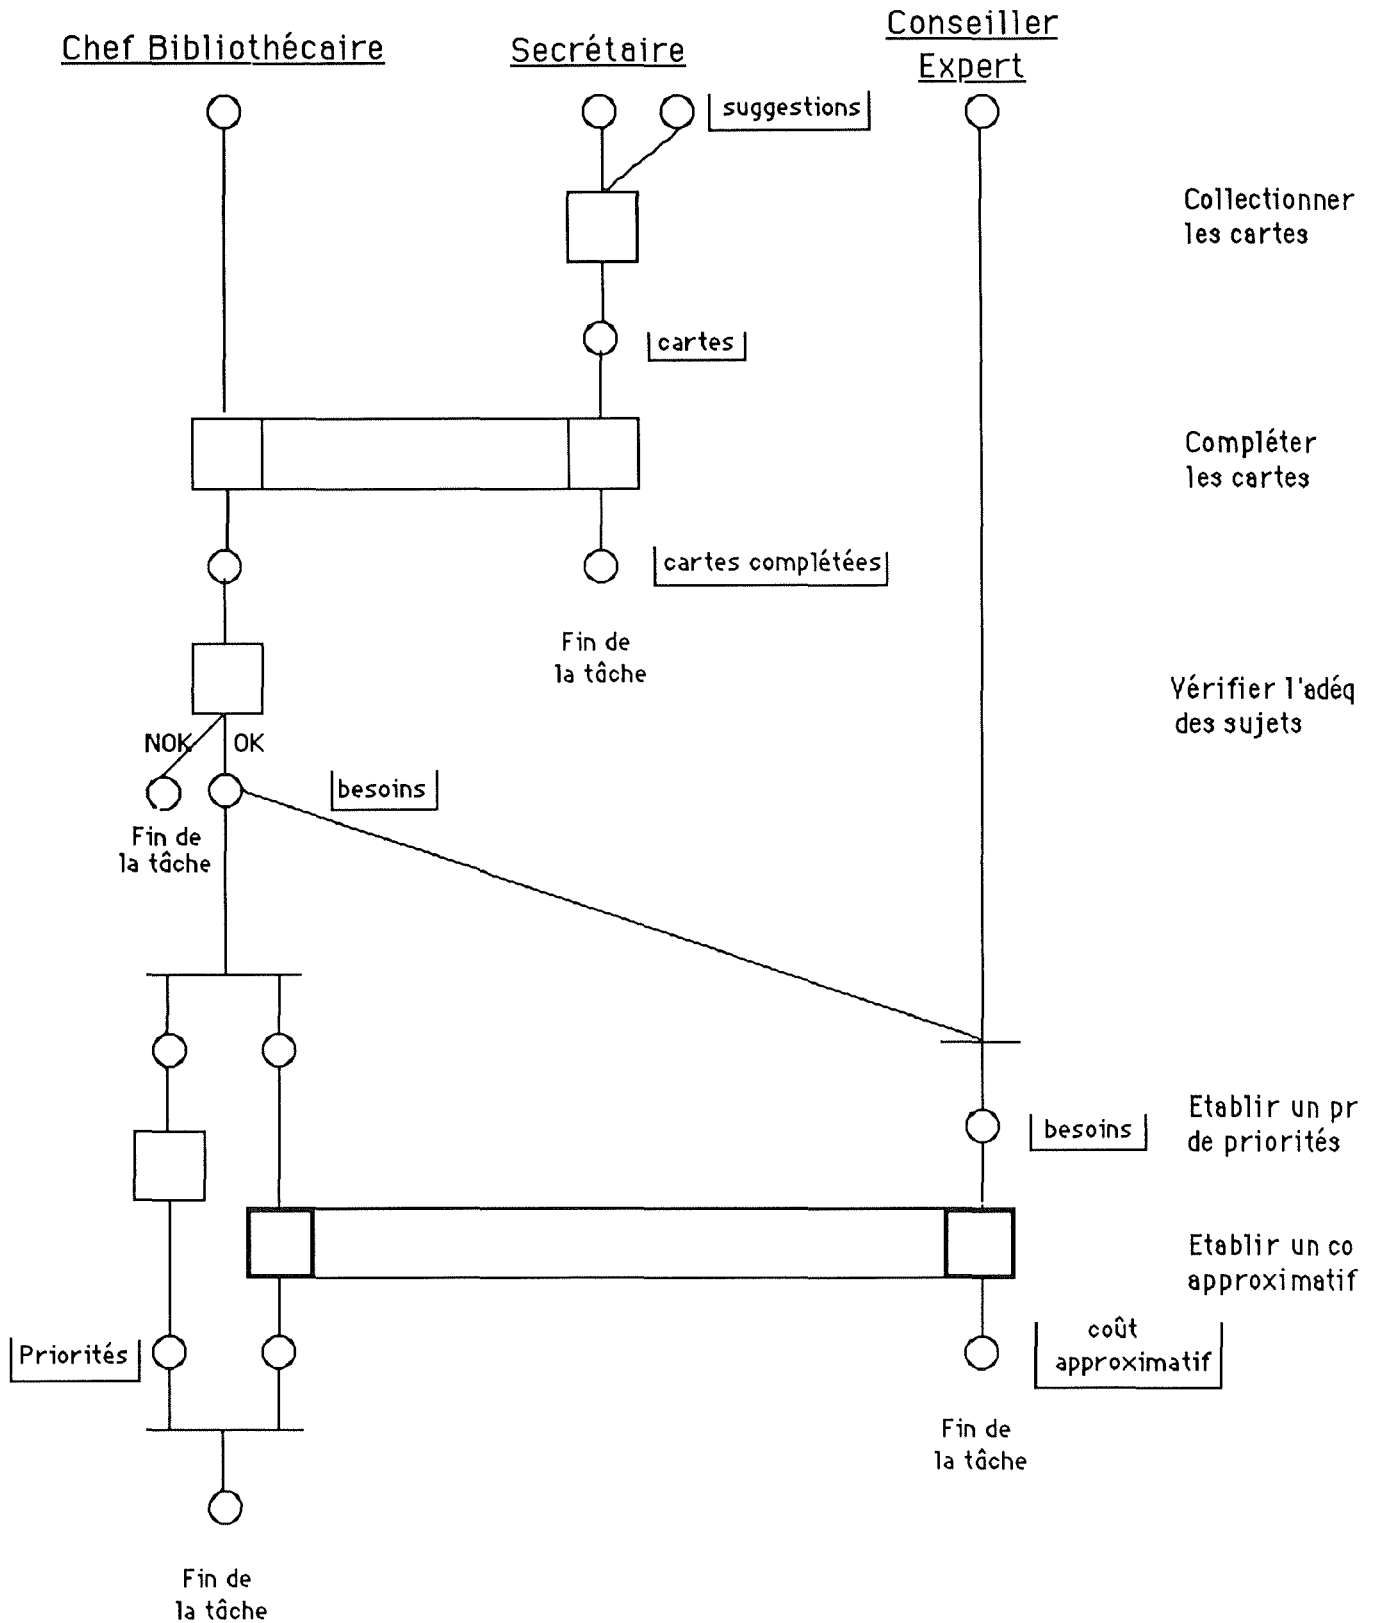 Chef Bibliothécaire
Secrétaire
Conseiller
Expert
suggestions
Collectionner
les cartes
cartes
Compléter
les cartes
cartes complétées
Fin de
la tâche
Vérifier l'adéq
des sujets
NOK
OK
besoins
Fin de
la tâche
besoins
Etablir un pr
de priorités
Etablir un co
approximatif
Priorités
coût
approximatif
Fin de
la tâche
Fin de
la tâche